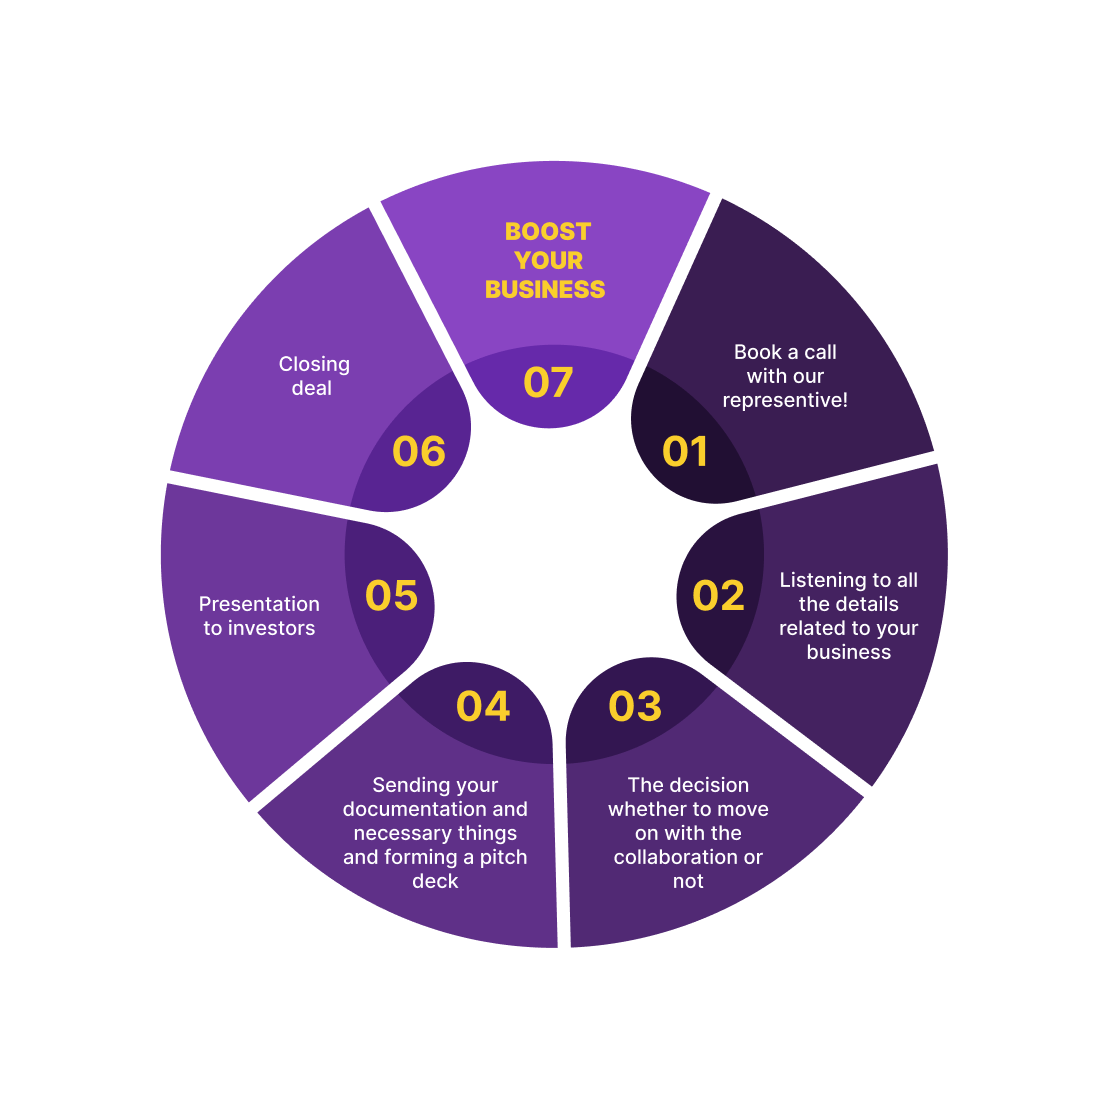 01
Book a call
with our
representive!
02
Listening to all
the details
related to your
business
03
The decision
whether to move
on with the
collaboration or
not
04
Sending your
documentation and
necessary things
and forming a pitch
deck
05
Presentation
to investors
06
Closing
deal
07
BOOST
YOUR
BUSINESS